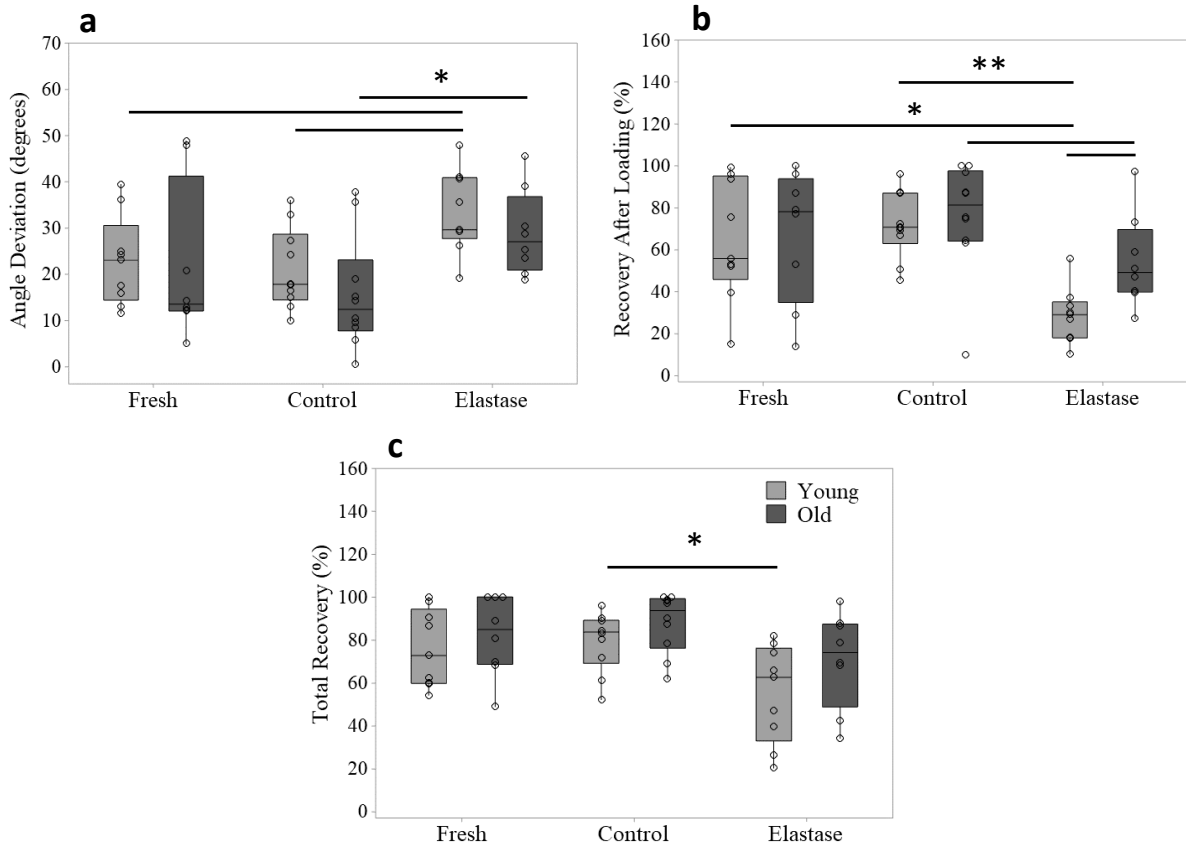 a
70
60
50
40
30
20
10
0
Angle Deviation (degrees)
*
Fresh Control Elastase
b
160
140
120
100
80
60
40
20
0
Recovery After Loading (%)
**
*
Fresh Control Elastase
c
160
140
120
100
80
60
40
20
0
Total Recovery (%)
Young
Old
*
Fresh Control Elastase